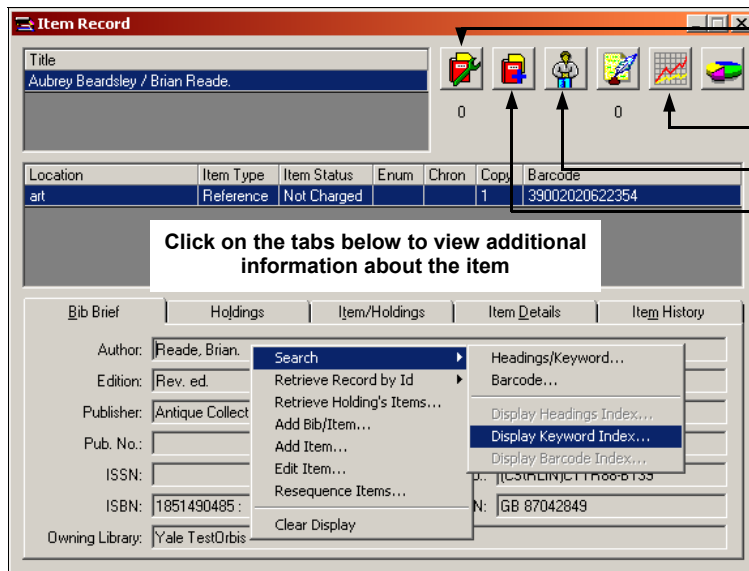 Item Record
Title
Aubrey Beardsley / Brian Reade.
0 0
Location Item Type Item Status Enum Chron Copy Barcode
art Reference Not Charged 1 39002020622354
Click on the tabs below to view additional
information about the item
Bib Brief Holdings Item/Holdings Item Details Item History
Author: Reade, Brian.
Edition: Rev. ed.
Publisher: Antique Collect
Pub. No.:
ISSN:
ISBN: 1851490485 : N: GB 87042849
Owning Library: Yale TestOrbis
Search
Retrieve Record by Id
Retrieve Holding's Items...
Add Bib/Item...
Add Item...
Edit Item...
Resequence Items...
Clear Display
Headings/Keyword...
Barcode...
Display Headings Index...
Display Keyword Index...
Display Barcode Index...